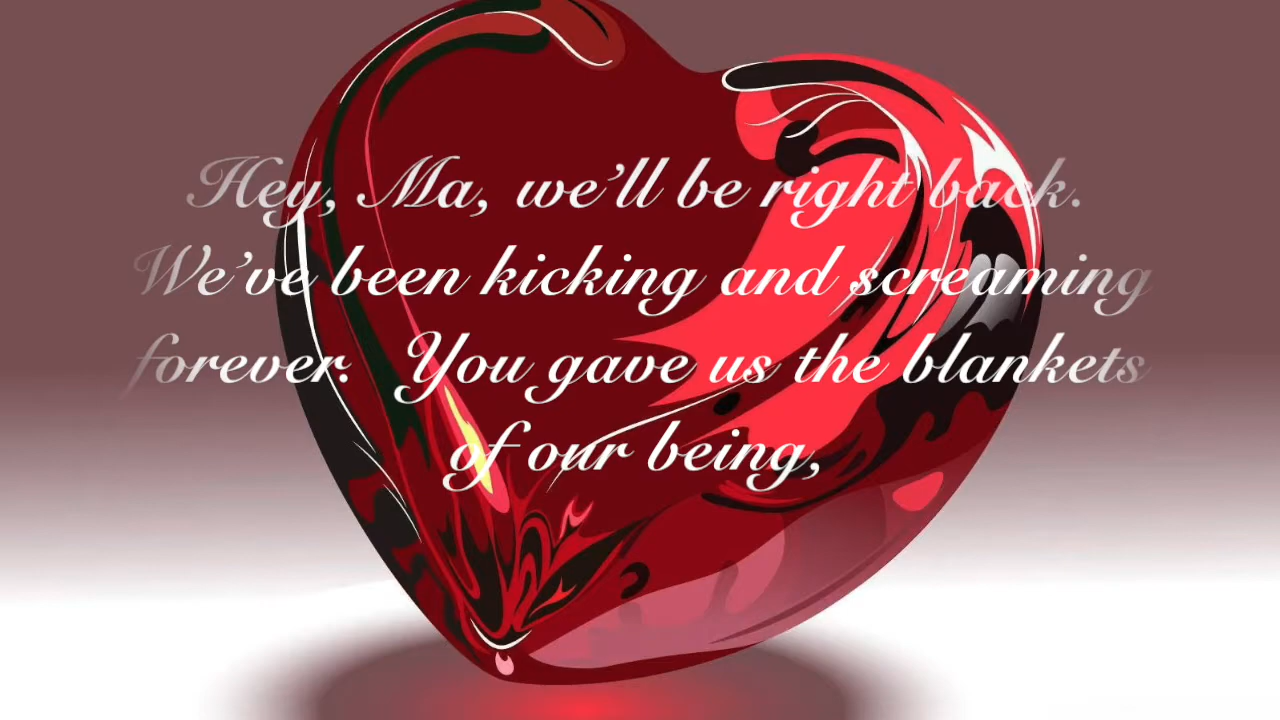 Hey, Ma, we’ll be right back.
We’ve been kicking and screaming
forever. You gave us the blankets
of our being,